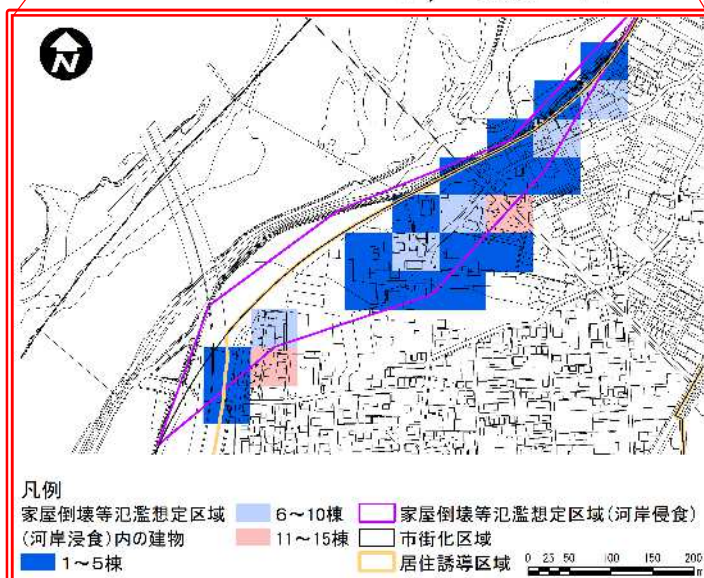 N
凡例
家屋倒壊等氾濫想定区域
(河岸浸食)内の建物
1～5棟
6～10棟
11～15棟
家屋倒壊等氾濫想定区域(河岸侵食)
市街化区域
居住誘導区域
0 25 50 100 150 200
m